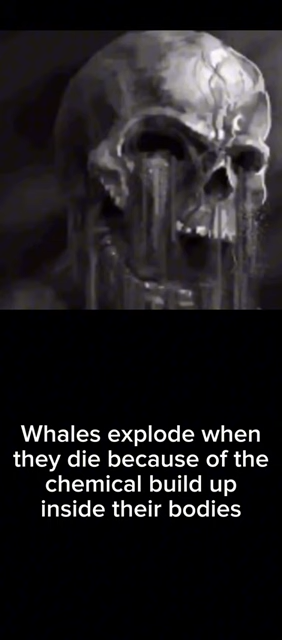 Whales explode when
they die because of the
chemical build up
inside their bodies